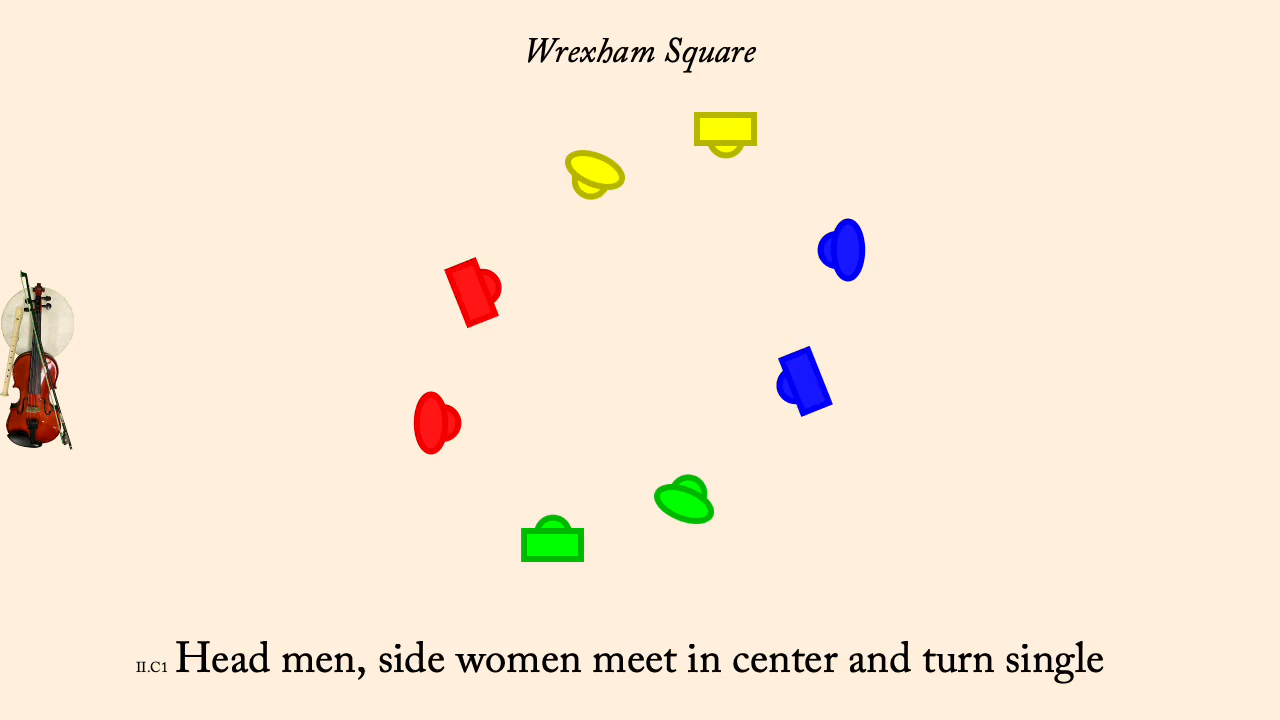 Wrexham Square
II.C1 Head men, side women meet in center and turn single